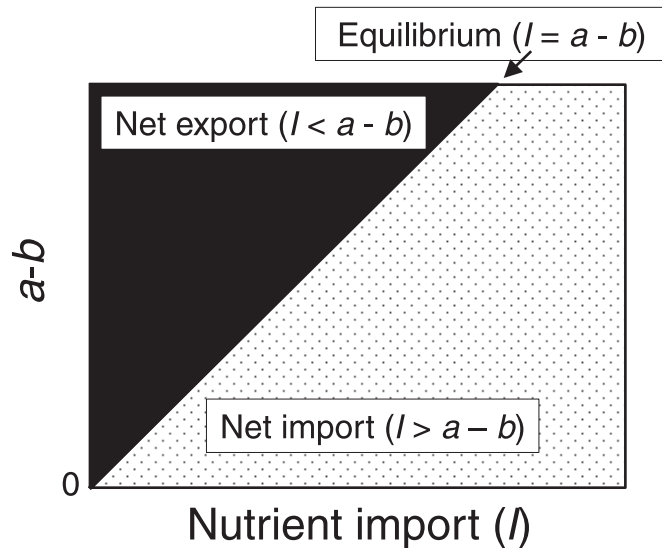 Equilibrium (I = a - b)
Net export (I < a - b)
a-b
Net import (I > a – b)
0
Nutrient import (I)